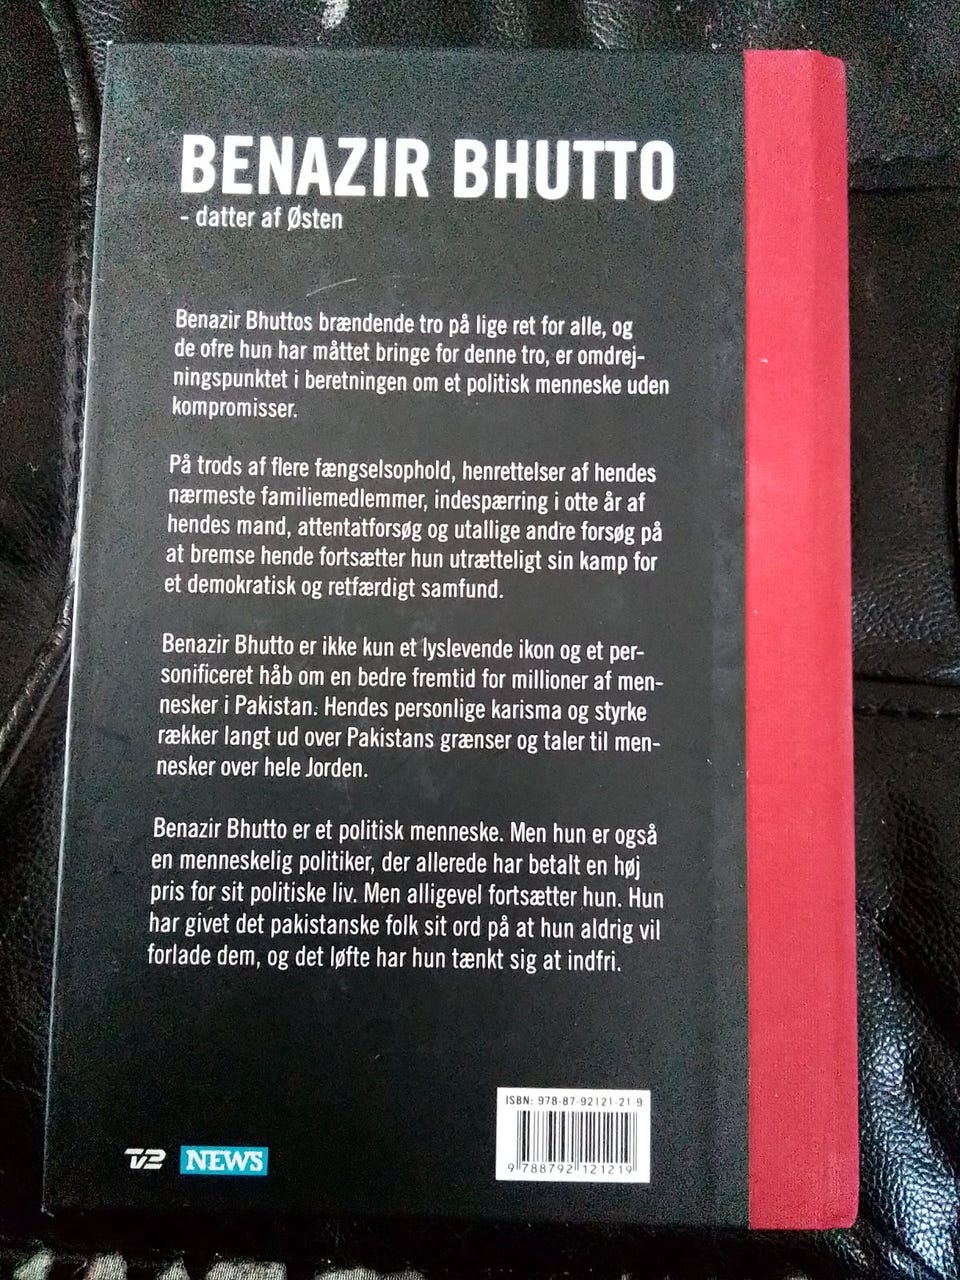 BENAZIR BHUTTO
- datter af Østen
Benazir Bhuttos brændende tro på lige ret for alle, og
de ofre hun har måttet bringe for denne tro, er omdrej-
ningspunktet i beretningen om et politisk menneske uden
kompromisser.
På trods af flere fængselsophold, henrettelser af hendes
nærmeste familiemedlemmer, indespærring i otte år af
hendes mand, attentatforsøg og utallige andre forsøg på
at bremse hende fortsætter hun utrætteligt sin kamp for
et demokratisk og retfærdigt samfund.
Benazir Bhutto er ikke kun et lyslevende ikon og et per-
sonificeret håb om en bedre fremtid for millioner af men-
nesker i Pakistan. Hendes personlige karisma og styrke
rækker langt ud over Pakistans grænser og taler til men-
nesker over hele Jorden.
Benazir Bhutto er et politisk menneske. Men hun er også
en menneskelig politiker, der allerede har betalt en høj
pris for sit politiske liv. Men alligevel fortsætter hun. Hun
har givet det pakistanske folk sit ord på at hun aldrig vil
forlade dem, og det løfte har hun tænkt sig at indfri.
ISBN: 978-87-92121-21-9
9 788792 121219
TV2 NEWS